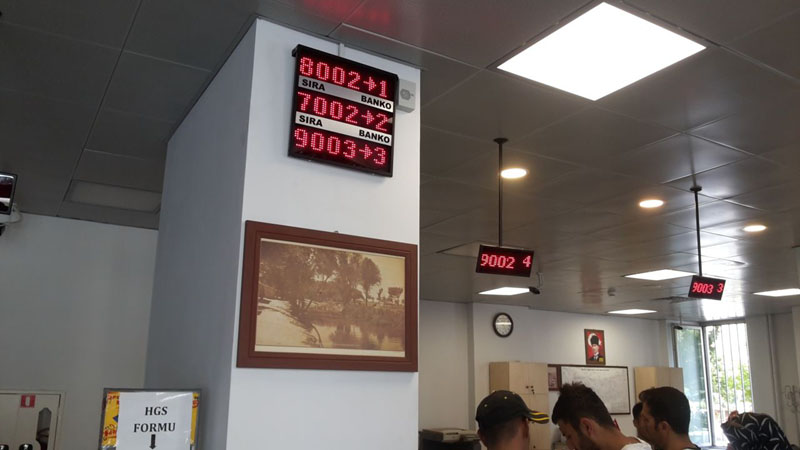 8002→1
SIRA BANKO
7002→2
SIRA BANKO
9003→3
9002 4
9003 3
HGS
FORMU
↓